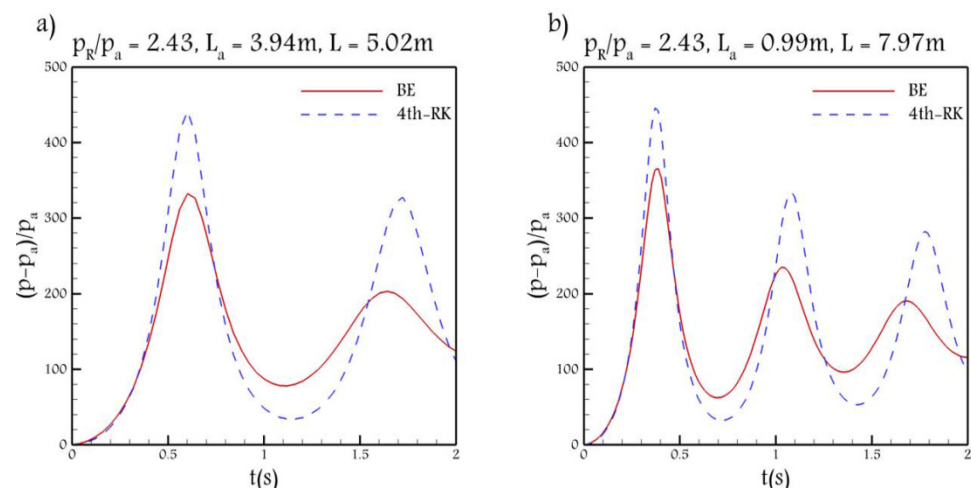 a)
p_R/p_a = 2.43, L_a = 3.94m, L = 5.02m
BE
4th-RK
500
400
300
200
100
0
(p-p_a)/p_a
0 0.5 1 1.5 2
t(s)
b)
p_R/p_a = 2.43, L_a = 0.99m, L = 7.97m
BE
4th-RK
500
400
300
200
100
0
(p-p_a)/p_a
0 0.5 1 1.5 2
t(s)